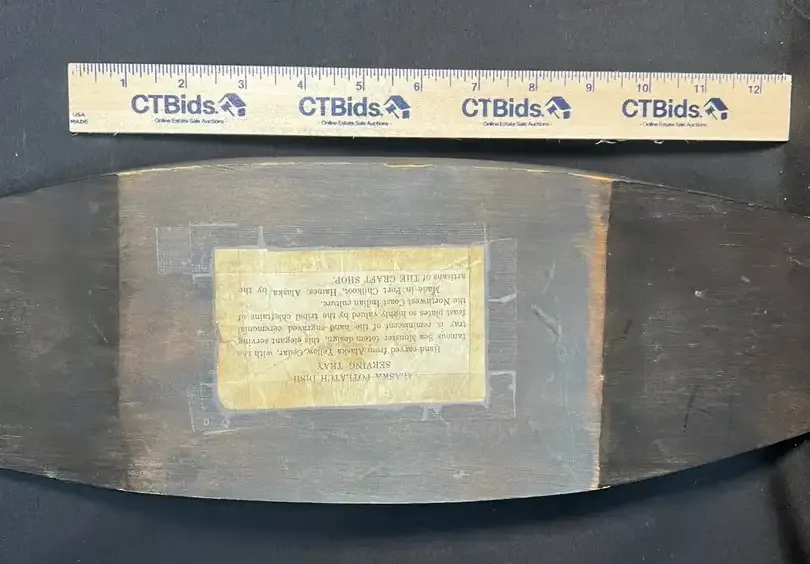 1 2 3 4 5 6 7 8 9 10 11 12
CTBids. CTBids. CTBids. CTBids.
Online Estate Sale Auctions Online Estate Sale Auctions Online Estate Sale Auctions Online Estate Sale Auctions
USA
MADE
ALASKA POTLATCH DISH
SERVING TRAY
Hand carved from Alaska Yellow Cedar, with the
famous Sea Monster totem design, this elegant serving
tray is reminiscent of the hand engraved ceremonial
feast plates so highly valued by the tribal chieftains of
the Northwest Coast Indian culture.
Made in Port Chilkoot, Haines, Alaska by the
artisans of THE CRAFT SHOP.